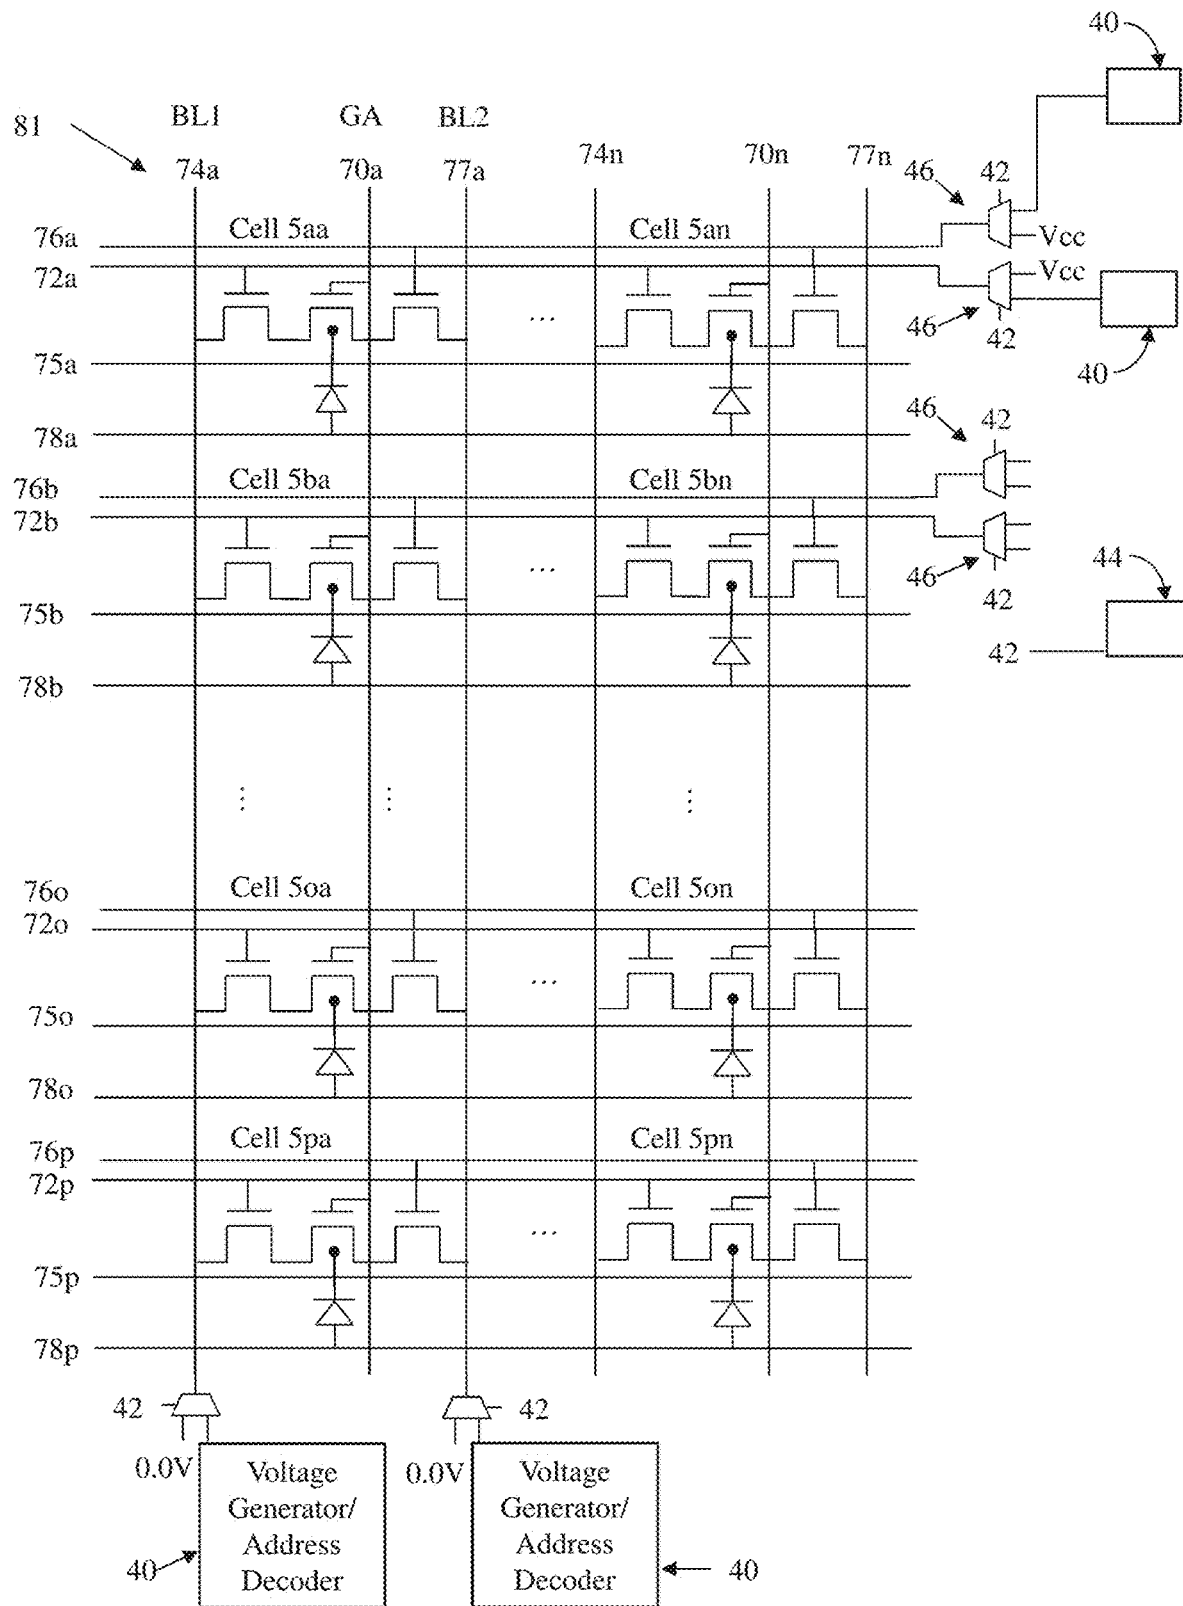 40
BL1 GA BL2
81
74a 70a 77a 74n 70n 77n
46 42
76a Cell 5aa Cell 5an
Vcc
72a Vcc
...
46 42
75a
40
78a
46 42
76b Cell 5ba Cell 5bn
72b
...
46
42
44
75b
42
78b
⋮ ⋮ ⋮
76o Cell 5oa Cell 5on
72o
...
75o
78o
76p Cell 5pa Cell 5pn
72p
...
75p
78p
42 42
0.0V 0.0V
Voltage
Generator/
Address
Decoder
Voltage
Generator/
Address
Decoder
40 40